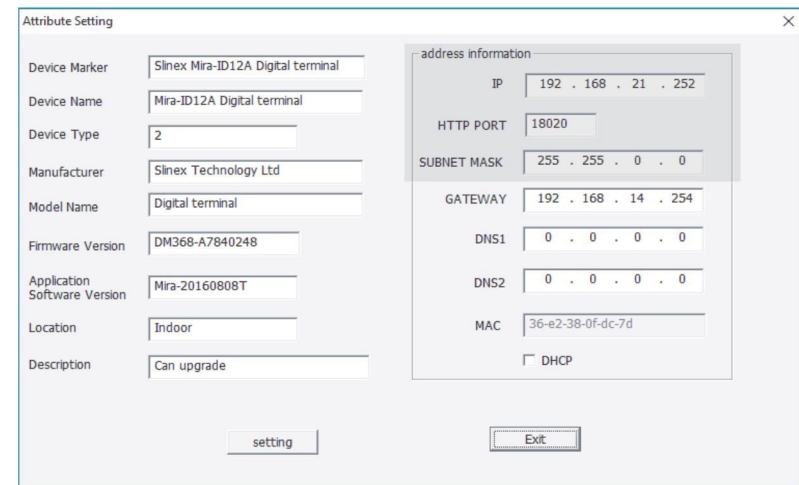 Attribute Setting
Device Marker Slinex Mira-ID12A Digital terminal
Device Name Mira-ID12A Digital terminal
Device Type 2
Manufacturer Slinex Technology Ltd
Model Name Digital terminal
Firmware Version DM368-A7840248
Application
Software Version Mira-20160808T
Location Indoor
Description Can upgrade
setting
address information
IP 192 . 168 . 21 . 252
HTTP PORT 18020
SUBNET MASK 255 . 255 . 0 . 0
GATEWAY 192 . 168 . 14 . 254
DNS1 0 . 0 . 0 . 0
DNS2 0 . 0 . 0 . 0
MAC 36-e2-38-0f-dc-7d
DHCP
Exit